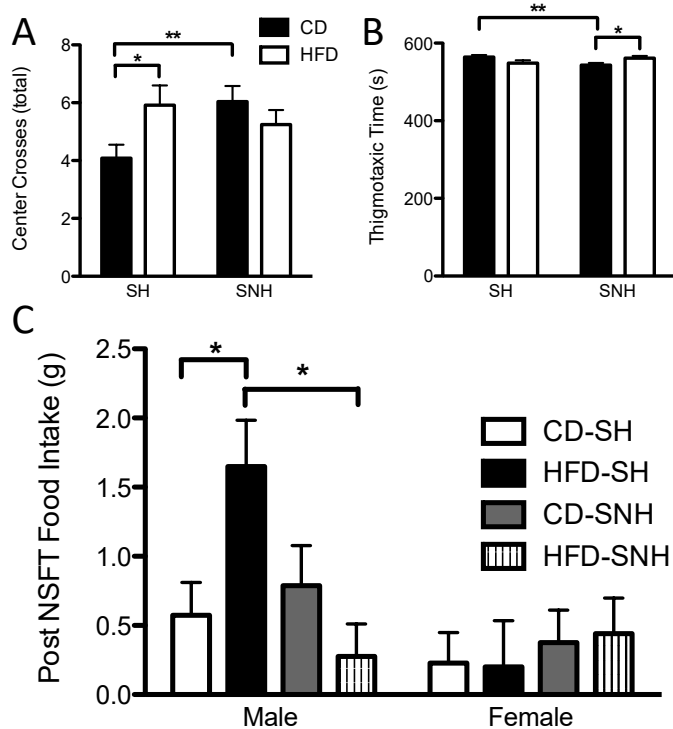 A
Center Crosses (total)
8
6
4
2
0
*
**
CD
HFD
SH
SNH
B
Thigmotaxic Time (s)
600
400
200
0
**
*
SH
SNH
C
Post NSFT Food Intake (g)
2.5
2.0
1.5
1.0
0.5
0.0
*
*
CD-SH
HFD-SH
CD-SNH
HFD-SNH
Male
Female